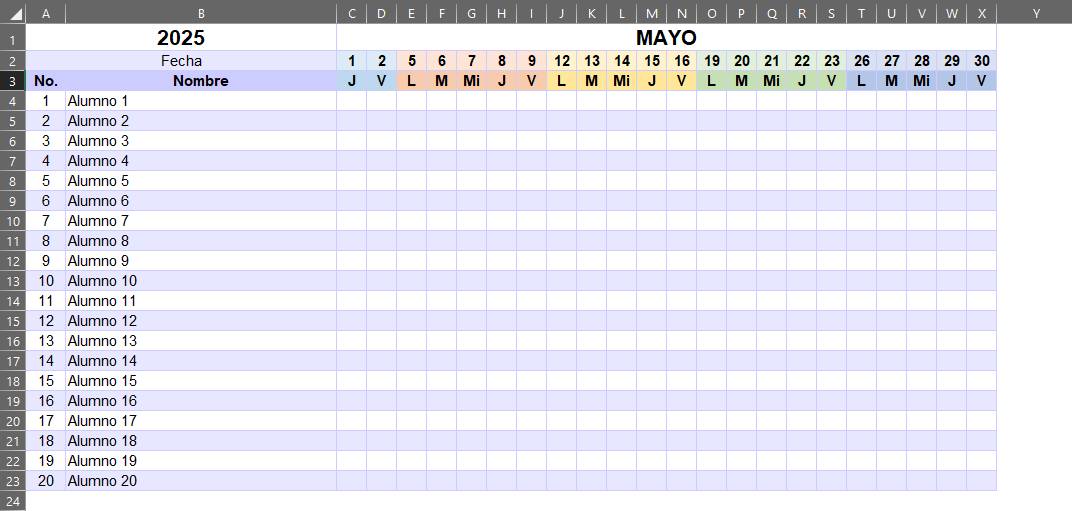 A B C D E F G H I J K L M N O P Q R S T U V W X Y
1 2025 MAYO
2 Fecha 1 2 5 6 7 8 9 12 13 14 15 16 19 20 21 22 23 26 27 28 29 30
3 No. Nombre J V L M Mi J V L M Mi J V L M Mi J V L M Mi J V
4 1 Alumno 1
5 2 Alumno 2
6 3 Alumno 3
7 4 Alumno 4
8 5 Alumno 5
9 6 Alumno 6
10 7 Alumno 7
11 8 Alumno 8
12 9 Alumno 9
13 10 Alumno 10
14 11 Alumno 11
15 12 Alumno 12
16 13 Alumno 13
17 14 Alumno 14
18 15 Alumno 15
19 16 Alumno 16
20 17 Alumno 17
21 18 Alumno 18
22 19 Alumno 19
23 20 Alumno 20
24